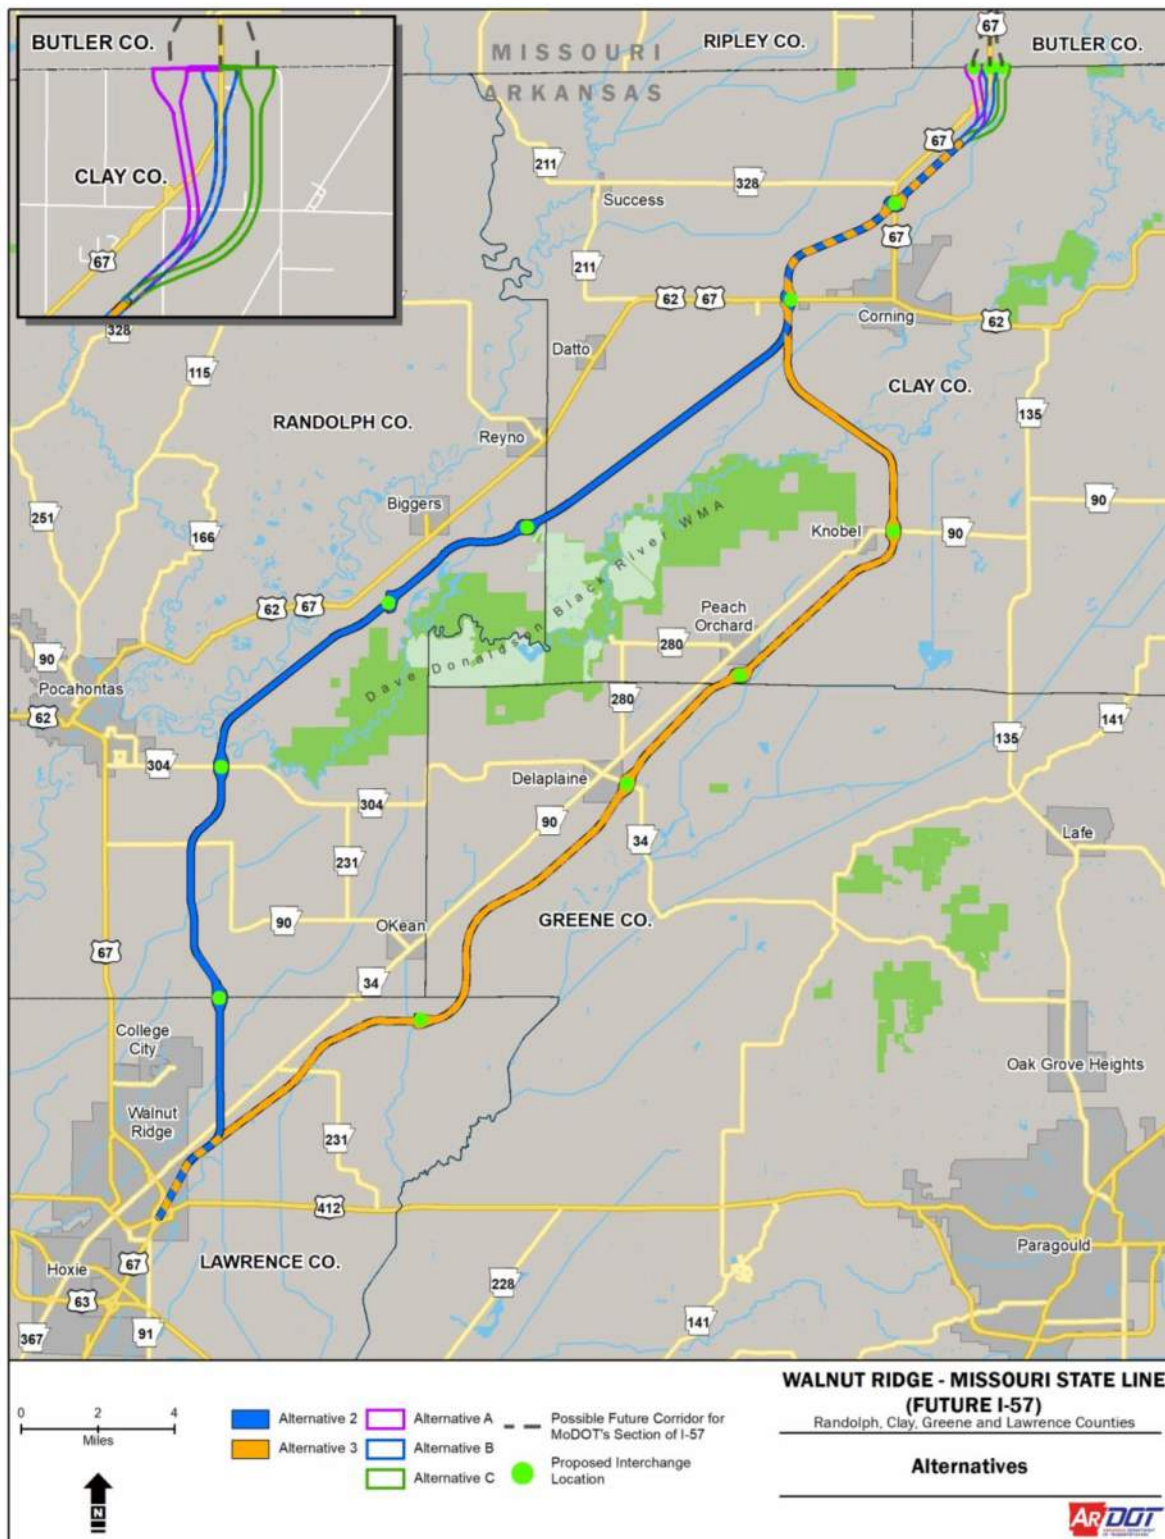 BUTLER CO.
CLAY CO.
67
328
MISSOURI
ARKANSAS
RIPLEY CO.
67
BUTLER CO.
211
328
67
Success
67
211
62
67
Corning
62
Datto
115
CLAY CO.
RANDOLPH CO.
135
Reyno
Biggers
251
166
90
Knobel
90
Dave Donaldson Black River WMA
62
67
Peach
Orchard
280
90
Pocahontas
62
280
141
135
304
Delaplaine
304
90
34
Lafe
231
90
GREENE CO.
OKean
67
34
College
City
Oak Grove Heights
Walnut
Ridge
231
412
Paragould
67
LAWRENCE CO.
Hoxie
63
228
367
91
141
0 2 4
Miles
N
Alternative 2
Alternative 3
Alternative A
Alternative B
Alternative C
Possible Future Corridor for
MoDOT's Section of I-57
Proposed Interchange
Location
WALNUT RIDGE - MISSOURI STATE LINE
(FUTURE I-57)
Randolph, Clay, Greene and Lawrence Counties
Alternatives
ARDOT